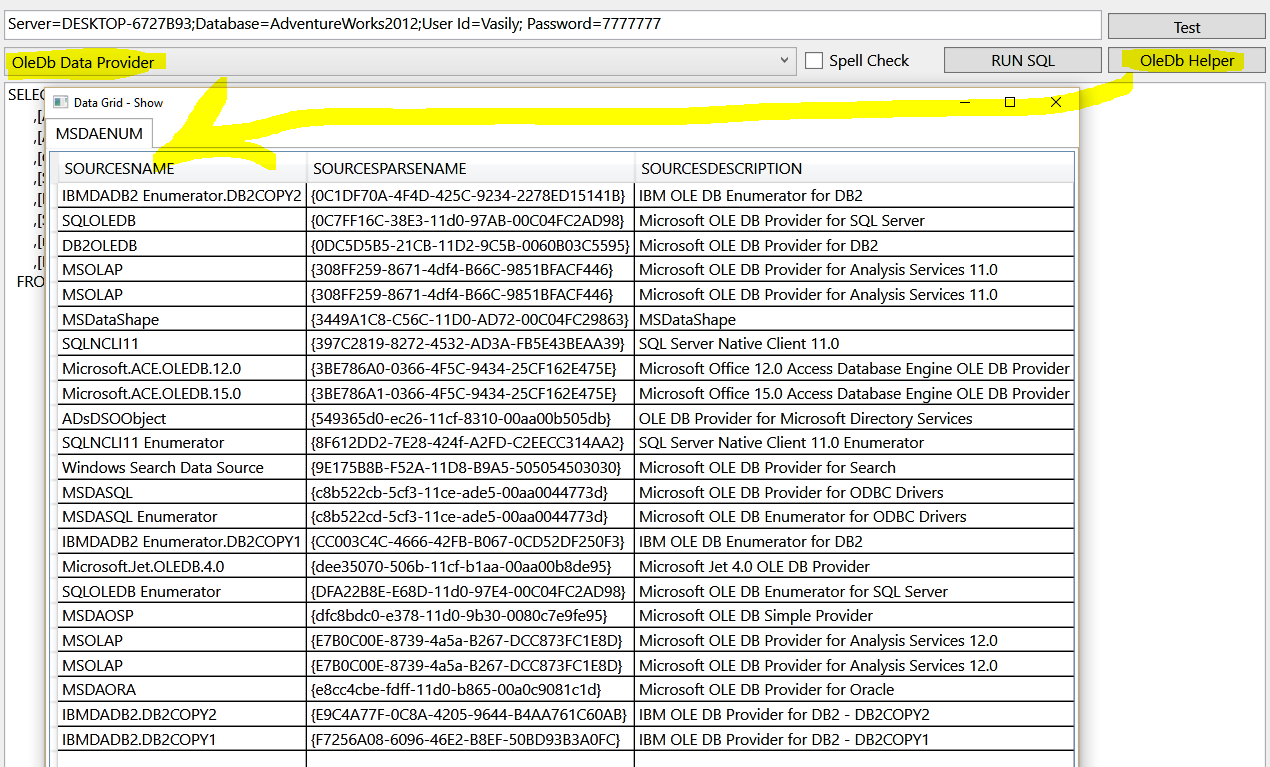 Server=DESKTOP-6727B93;Database=AdventureWorks2012;User Id=Vasily; Password=7777777 Test
OleDb Data Provider Spell Check RUN SQL OleDb Helper
Data Grid - Show
MSDAENUM
SOURCESNAME SOURCESPARSENAME SOURCESDESCRIPTION
IBMDADB2 Enumerator.DB2COPY2 {0C1DF70A-4F4D-425C-9234-2278ED15141B} IBM OLE DB Enumerator for DB2
SQLOLEDB {0C7FF16C-38E3-11d0-97AB-00C04FC2AD98} Microsoft OLE DB Provider for SQL Server
DB2OLEDB {0DC5D5B5-21CB-11D2-9C5B-0060B03C5595} Microsoft OLE DB Provider for DB2
MSOLAP {308FF259-8671-4df4-B66C-9851BFACF446} Microsoft OLE DB Provider for Analysis Services 11.0
MSOLAP {308FF259-8671-4df4-B66C-9851BFACF446} Microsoft OLE DB Provider for Analysis Services 11.0
MSDataShape {3449A1C8-C56C-11D0-AD72-00C04FC29863} MSDataShape
SQLNCLI11 {397C2819-8272-4532-AD3A-FB5E43BEAA39} SQL Server Native Client 11.0
Microsoft.ACE.OLEDB.12.0 {3BE786A0-0366-4F5C-9434-25CF162E475E} Microsoft Office 12.0 Access Database Engine OLE DB Provider
Microsoft.ACE.OLEDB.15.0 {3BE786A1-0366-4F5C-9434-25CF162E475E} Microsoft Office 15.0 Access Database Engine OLE DB Provider
ADsDSOObject {549365d0-ec26-11cf-8310-00aa00b505db} OLE DB Provider for Microsoft Directory Services
SQLNCLI11 Enumerator {8F612DD2-7E28-424f-A2FD-C2EECC314AA2} SQL Server Native Client 11.0 Enumerator
Windows Search Data Source {9E175B8B-F52A-11D8-B9A5-505054503030} Microsoft OLE DB Provider for Search
MSDASQL {c8b522cb-5cf3-11ce-ade5-00aa0044773d} Microsoft OLE DB Provider for ODBC Drivers
MSDASQL Enumerator {c8b522cd-5cf3-11ce-ade5-00aa0044773d} Microsoft OLE DB Enumerator for ODBC Drivers
IBMDADB2 Enumerator.DB2COPY1 {CC003C4C-4666-42FB-B067-0CD52DF250F3} IBM OLE DB Enumerator for DB2
Microsoft.Jet.OLEDB.4.0 {dee35070-506b-11cf-b1aa-00aa00b8de95} Microsoft Jet 4.0 OLE DB Provider
SQLOLEDB Enumerator {DFA22B8E-E68D-11d0-97E4-00C04FC2AD98} Microsoft OLE DB Enumerator for SQL Server
MSDAOSP {dfc8bdc0-e378-11d0-9b30-0080c7e9fe95} Microsoft OLE DB Simple Provider
MSOLAP {E7B0C00E-8739-4a5a-B267-DCC873FC1E8D} Microsoft OLE DB Provider for Analysis Services 12.0
MSOLAP {E7B0C00E-8739-4a5a-B267-DCC873FC1E8D} Microsoft OLE DB Provider for Analysis Services 12.0
MSDAORA {e8cc4cbe-fdff-11d0-b865-00a0c9081c1d} Microsoft OLE DB Provider for Oracle
IBMDADB2.DB2COPY2 {E9C4A77F-0C8A-4205-9644-B4AA761C60AB} IBM OLE DB Provider for DB2 - DB2COPY2
IBMDADB2.DB2COPY1 {F7256A08-6096-46E2-B8EF-50BD93B3A0FC} IBM OLE DB Provider for DB2 - DB2COPY1